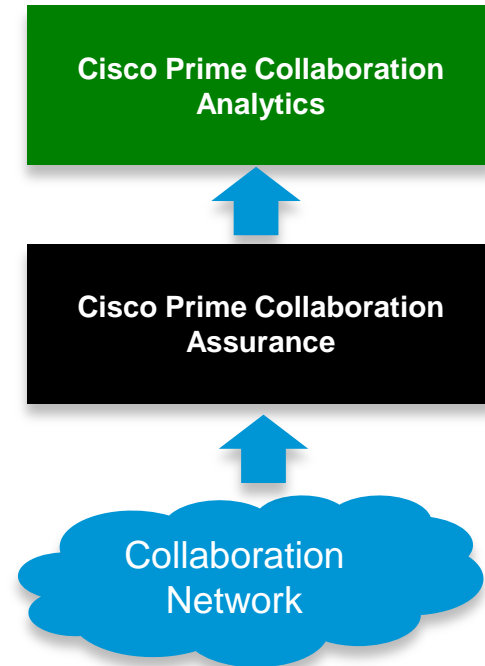 Cisco Prime Collaboration
Analytics
Cisco Prime Collaboration
Assurance
Collaboration
Network